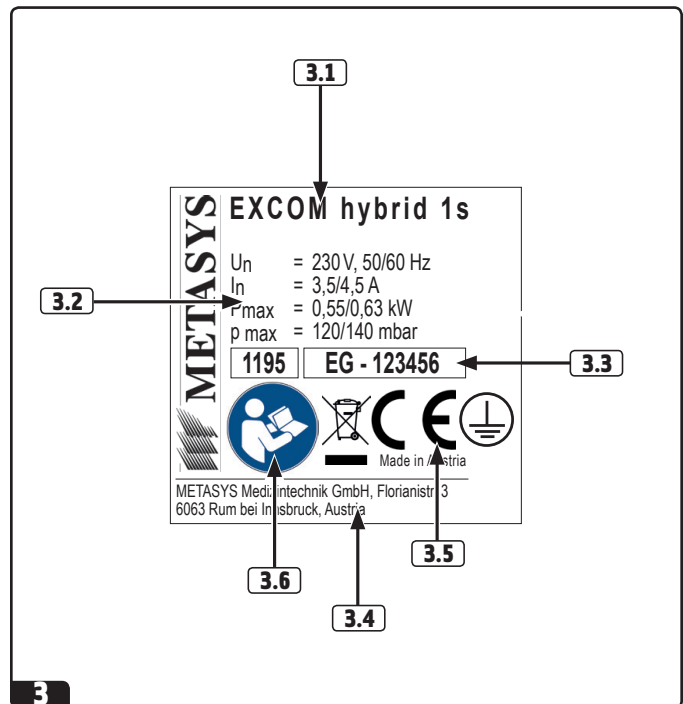 3.1
METASYS
EXCOM hybrid 1s
Un = 230 V, 50/60 Hz
In = 3,5/4,5 A
3.2
Pmax = 0,55/0,63 kW
p max = 120/140 mbar
1195 EG - 123456
3.3
CE
Made in Austria
METASYS Medizintechnik GmbH, Florianistr. 3
6063 Rum bei Innsbruck, Austria
3.5
3.6
3.4
3